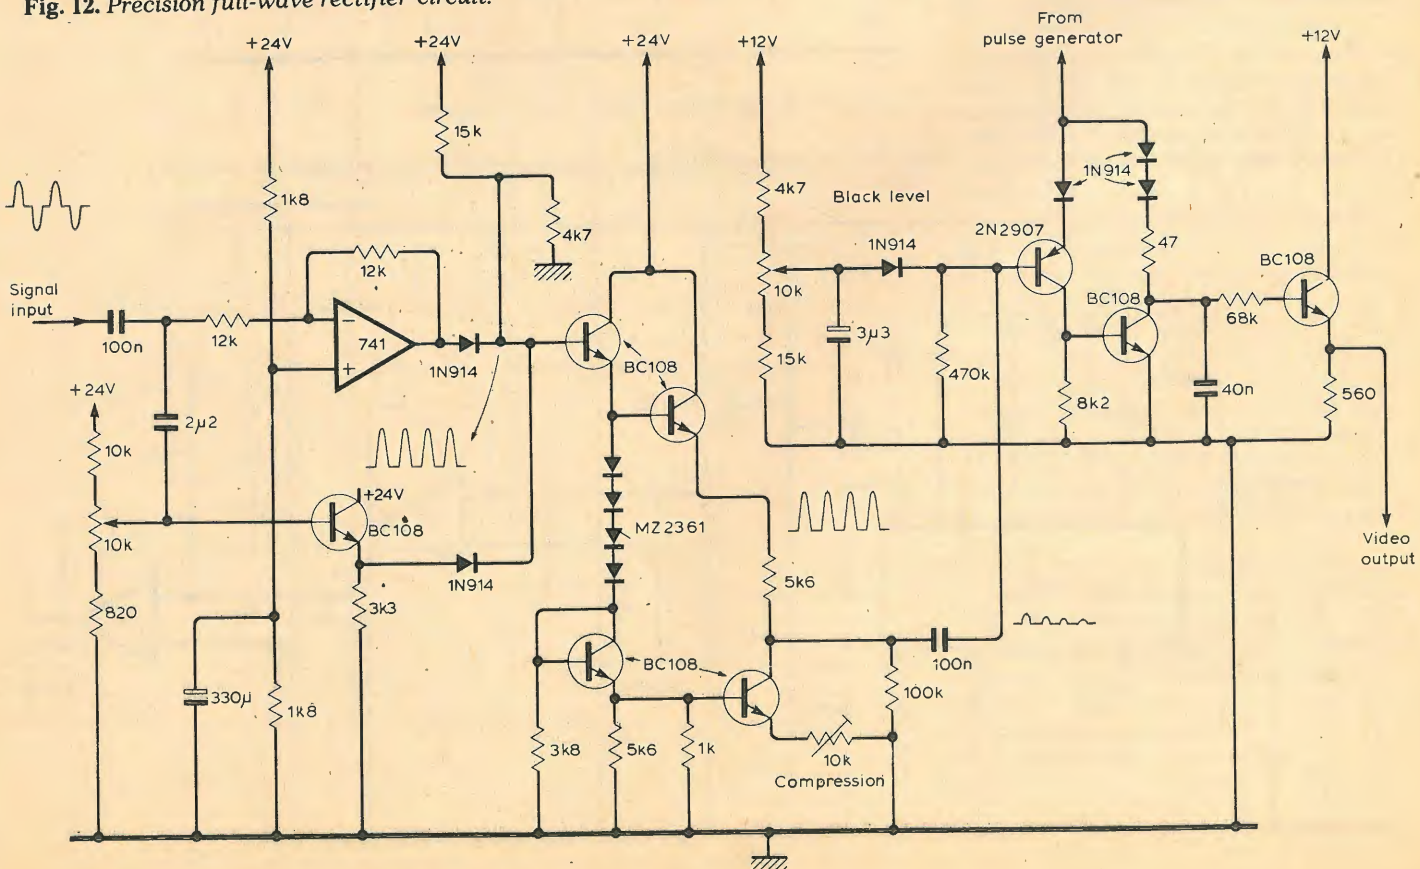 Fig. 12. Precision full-wave rectifier circuit.
From
pulse generator
+24V
+24V
+24V
+12V
+12V
15k
1N914
1k8
4k7
Black level
4k7
12k
2N2907
47
1N914
BC108
Signal
input
10k
BC108
100n
12k
−
741
+
1N914
3µ3
68k
BC108
15k
470k
+24V
8k2
40n
560
2µ2
10k
+24V
BC108
MZ2361
10k
Video
output
1N914
5k6
820
3k3
BC108
100n
330µ
1k8
100k
3k8
5k6
1k
10k
Compression